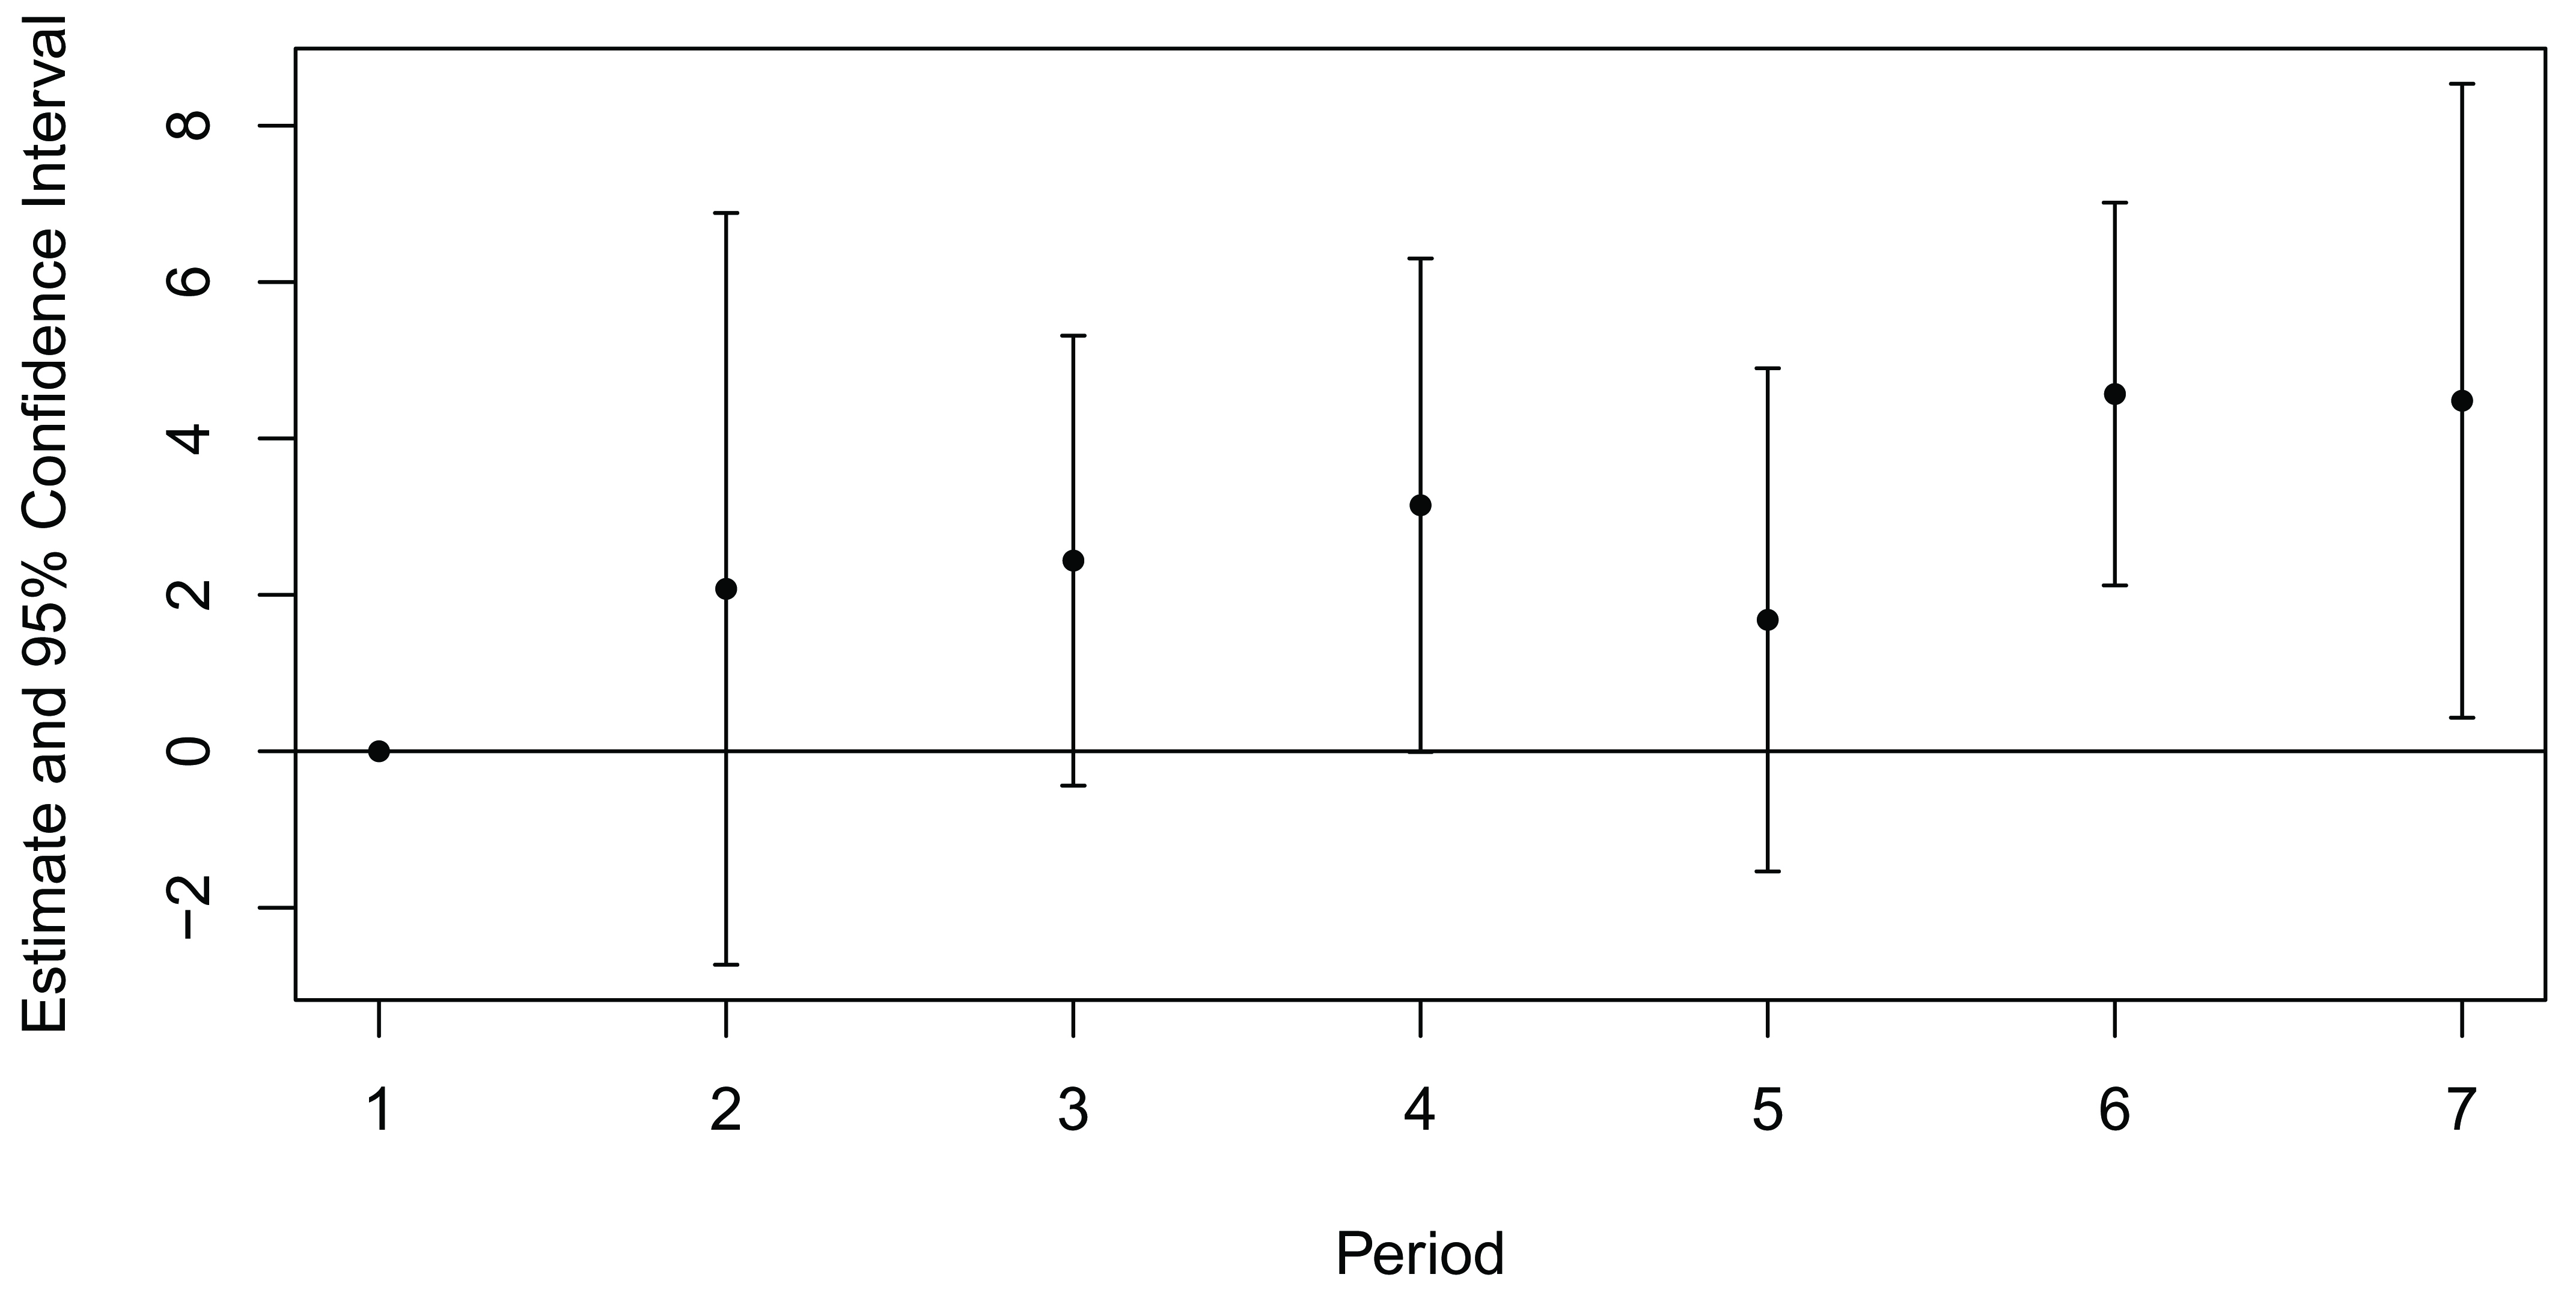 Estimate and 95% Confidence Interval
8
6
4
2
0
−2
1 2 3 4 5 6 7
Period